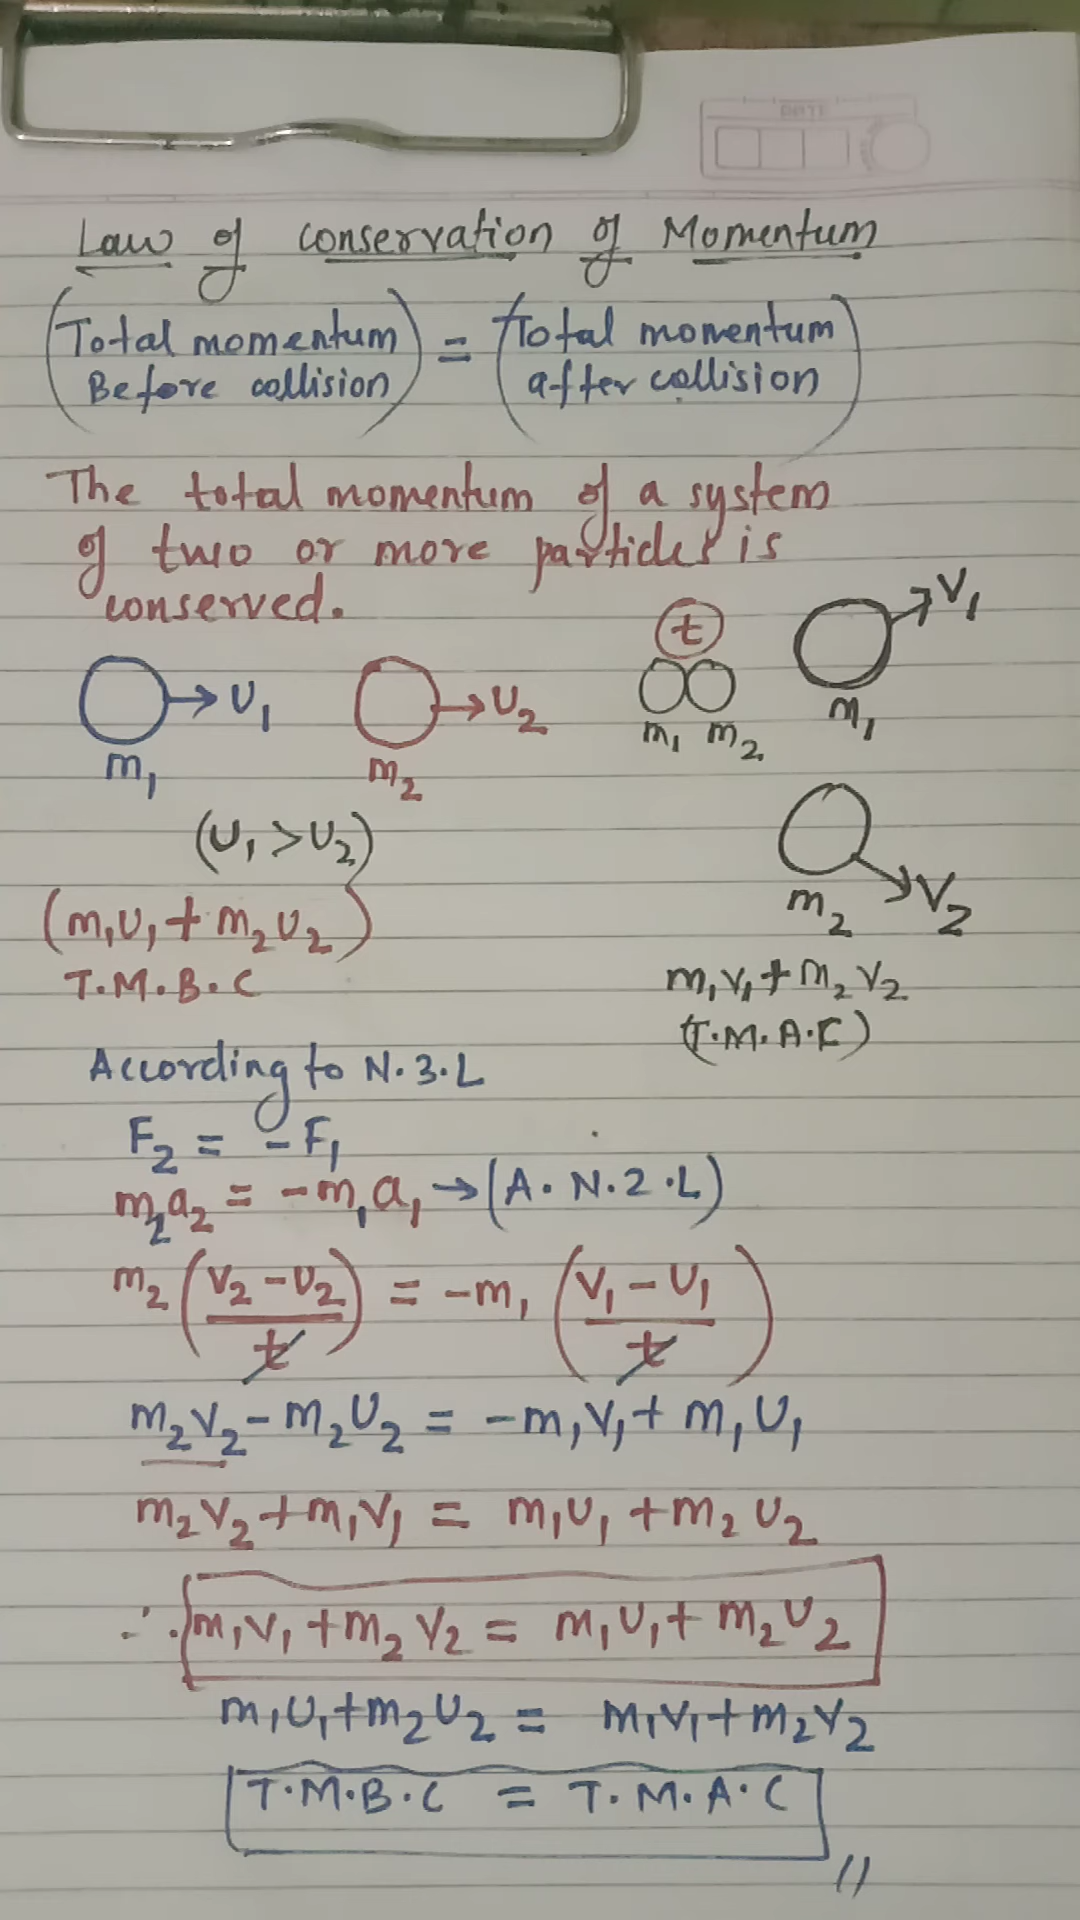 DATE
Law of conservation of Momentum
(Total momentum Before collision) = (Total momentum after collision)
The total momentum of a system
of two or more particles is
conserved.
m₁ → U₁
m₂ → U₂
t
m₁ m₂
m₁ V₁
(U₁ > U₂)
m₂ V₂
(m₁U₁ + m₂U₂)
T.M.B.C
m₁V₁ + m₂V₂
(T.M.A.C)
According to N.3.L
F₂ = -F₁
m₂a₂ = -m₁a₁ → (A.N.2.L)
m₂ (V₂ - U₂ / t) = -m₁ (V₁ - U₁ / t)
m₂V₂ - m₂U₂ = -m₁V₁ + m₁U₁
m₂V₂ + m₁V₁ = m₁U₁ + m₂U₂
∴ m₁V₁ + m₂V₂ = m₁U₁ + m₂U₂
m₁U₁ + m₂U₂ = m₁V₁ + m₂V₂
T.M.B.C = T.M.A.C